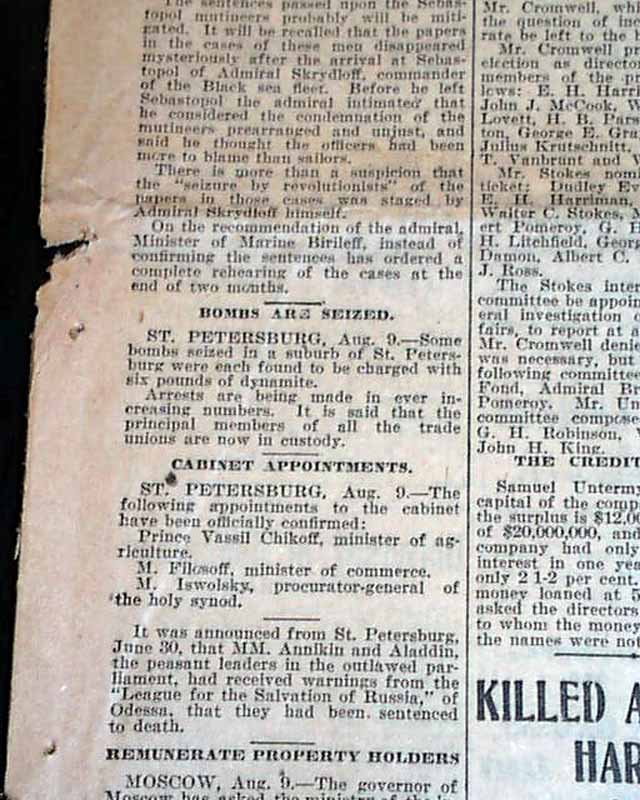 The sentences passed upon the Sebas-
topol mutineers probably will be miti-
gated. It will be recalled that the papers
in the cases of these men disappeared
mysteriously after the arrival at Sebas-
topol of Admiral Skrydloff, commander
of the Black sea fleet. Before he left
Sebastopol the admiral intimated that
he considered the condemnation of the
mutineers prearranged and unjust, and
said he thought the officers had been
more to blame than sailors.
There is more than a suspicion that
the "seizure by revolutionists" of the
papers in those cases was staged by
Admiral Skrydloff himself.
On the recommendation of the admiral,
Minister of Marine Birileff, instead of
confirming the sentences has ordered a
complete rehearing of the cases at the
end of two months.
BOMBS ARE SEIZED.
ST. PETERSBURG, Aug. 9.—Some
bombs seized in a suburb of St. Peters-
burg were each found to be charged with
six pounds of dynamite.
Arrests are being made in ever in-
creasing numbers. It is said that the
principal members of all the trade
unions are now in custody.
CABINET APPOINTMENTS.
ST. PETERSBURG, Aug. 9.—The
following appointments to the cabinet
have been officially confirmed:
Prince Vassil Chikoff, minister of ag-
riculture.
M. Filosoff, minister of commerce.
M. Iswolsky, procurator-general of
the holy synod.
It was announced from St. Petersburg,
June 30, that MM. Annikin and Aladdin,
the peasant leaders in the outlawed par-
liament, had received warnings from the
"League for the Salvation of Russia," of
Odessa, that they had been sentenced
to death.
REMUNERATE PROPERTY HOLDERS
MOSCOW, Aug. 9.—The governor of
Moscow has asked the ministry of the
Mr. Cromwell, whi
the question of in
rate be left to the b
Mr. Cromwell pr
election as director
members of the p
lows: E. H. Harri
John J. McCook, W
Lovett, H. B. Pars
ton, George E. Gra
Julius Krutschnitt,
T. Vanbrunt and V
Mr. Stokes nomi
ticket: Dudley Ev
E. H. Harriman,
Walter C. Stokes, M
ert Pomeroy, G. H
H. Litchfield, Georg
Damon, Albert C.
J. Ross.
The Stokes inter
committee be appoin
eral investigation o
fairs, to report at a
Mr. Cromwell denie
was necessary, but
following committee
Fond, Admiral Br
Pomeroy. Mr. Un
committee compose
G. H. Robinson, V
John H. King.
THE CREDIT
Samuel Untermy
capital of the comp
the surplus is $12,00
of $20,000,000, and
company had only
interest in one yea
only 2 1-2 per cent.
money loaned at 5
asked the directors
to whom the money
the names were not
KILLED A
HAR